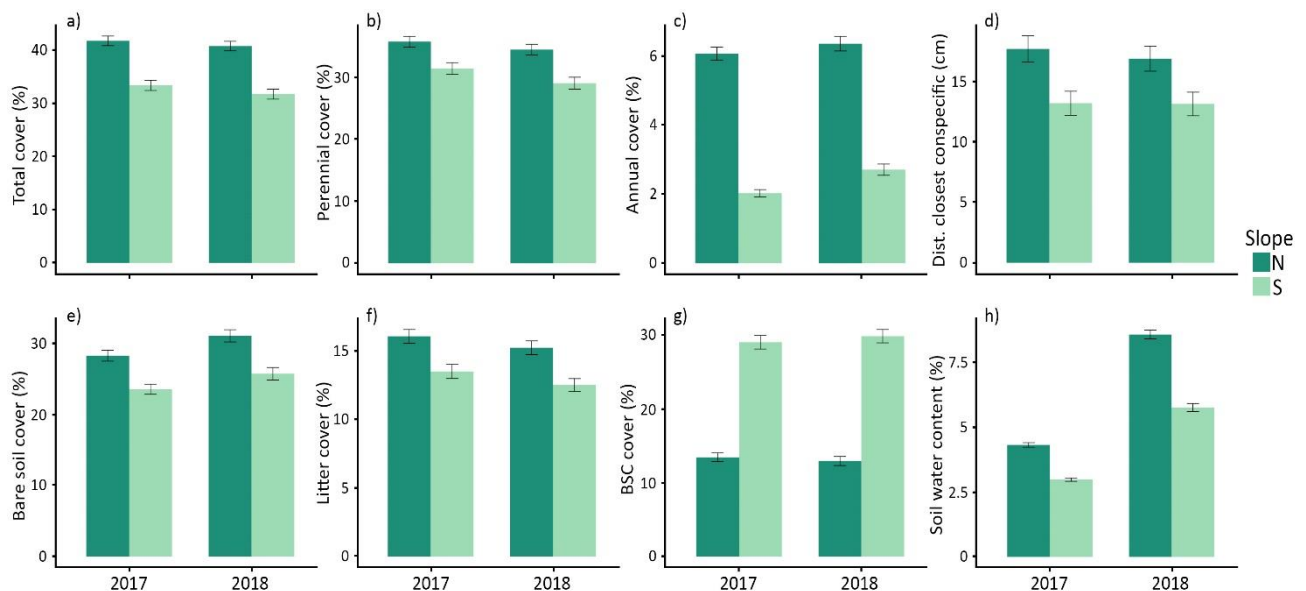 a)
Total cover (%)
40
30
20
10
0
b)
Perennial cover (%)
30
20
10
0
c)
Annual cover (%)
6
4
2
0
d)
Dist. closest conspecific (cm)
15
10
5
0
Slope
N
S
e)
Bare soil cover (%)
30
20
10
0
2017
2018
f)
Litter cover (%)
15
10
5
0
2017
2018
g)
BSC cover (%)
30
20
10
0
2017
2018
h)
Soil water content (%)
7.5
5
2.5
0
2017
2018